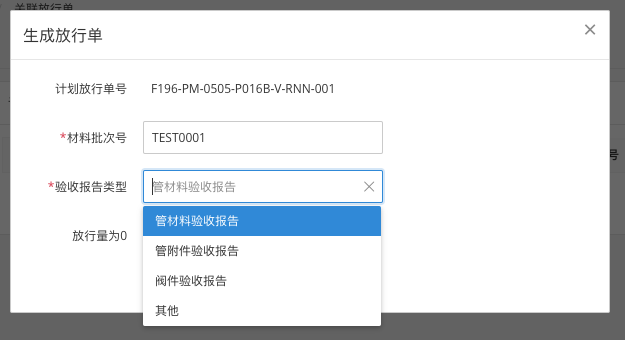 关联放行单
生成放行单
计划放行单号 F196-PM-0505-P016B-V-RNN-001
*材料批次号 TEST0001
号
*验收报告类型 管材料验收报告
管材料验收报告
放行量为0
管附件验收报告
阀件验收报告
其他